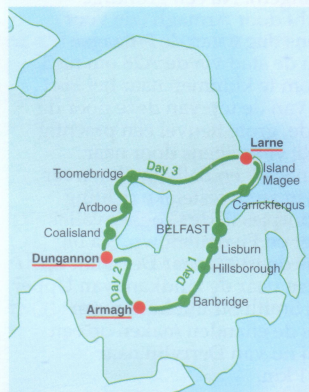 Larne
Day 3
Island
Magee
Toomebridge
Carrickfergus
Ardboe
BELFAST
Coalisland
Lisburn
Day 1
Dungannon
Hillsborough
Day 2
Armagh
Banbridge